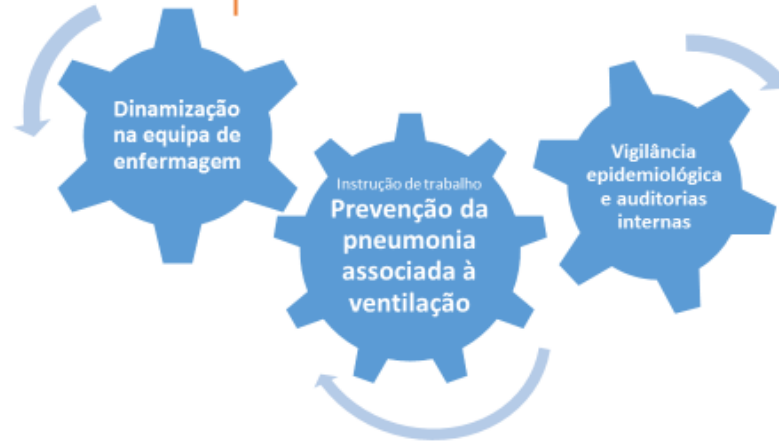 Dinamização
na equipa de
enfermagem
Instrução de trabalho
Prevenção da
pneumonia
associada à
ventilação
Vigilância
epidemiológica
e auditorias
internas